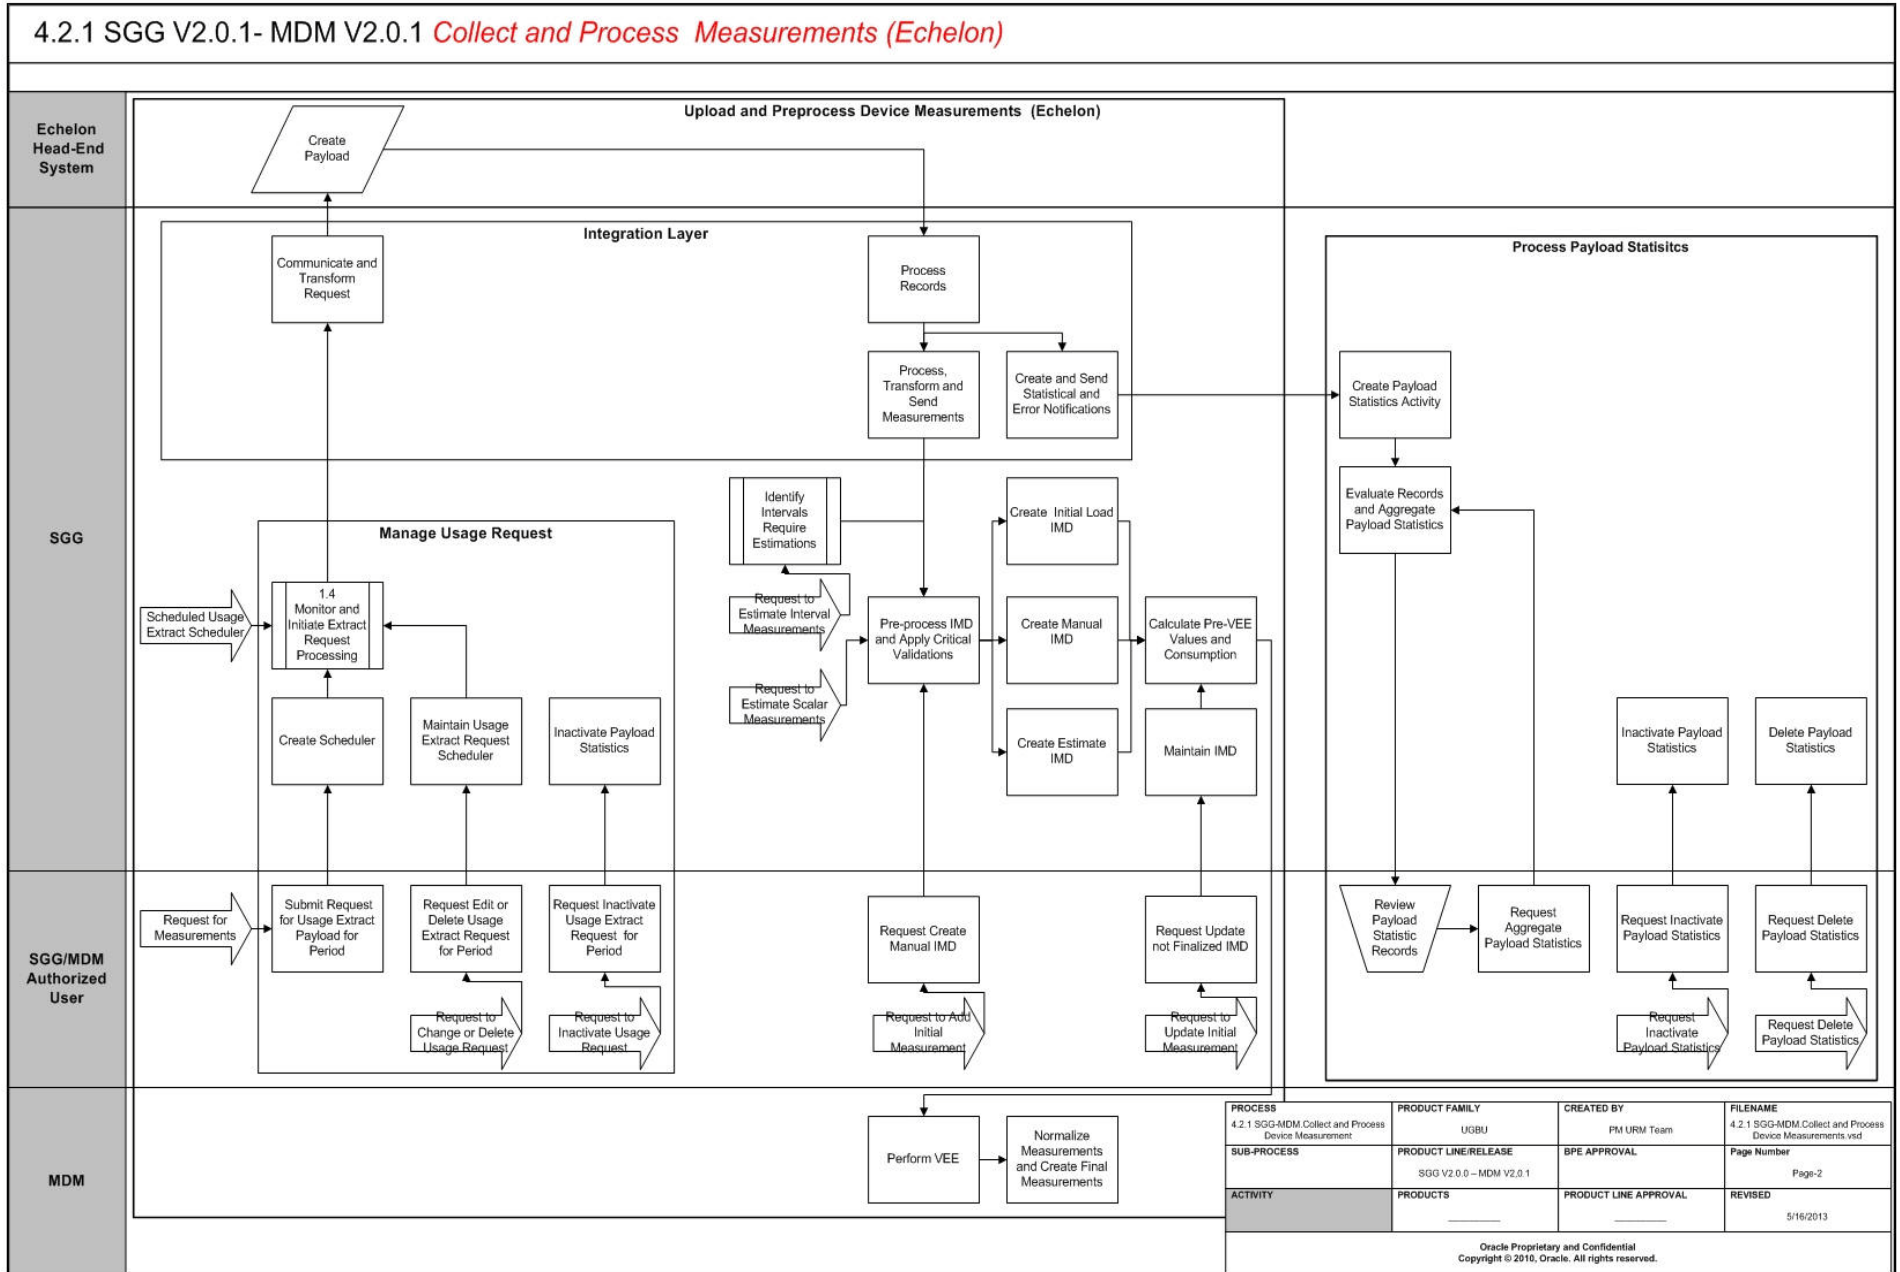 4.2.1 SGG V2.0.1- MDM V2.0.1 Collect and Process Measurements (Echelon)
Echelon
Head-End
System
Upload and Preprocess Device Measurements (Echelon)
Create
Payload
SGG
Integration Layer
Communicate and
Transform
Request
Process
Records
Process,
Transform and
Send
Measurements
Create and Send
Statistical and
Error Notifications
Process Payload Statisitcs
Create Payload
Statistics Activity
Evaluate Records
and Aggregate
Payload Statistics
Identify
Intervals
Require
Estimations
Create Initial Load
IMD
Manage Usage Request
Scheduled Usage
Extract Scheduler
1.4
Monitor and
Initiate Extract
Request
Processing
Request to
Estimate Interval
Measurements
Pre-process IMD
and Apply Critical
Validations
Create Manual
IMD
Calculate Pre-VEE
Values and
Consumption
Request to
Estimate Scalar
Measurements
Create Scheduler
Maintain Usage
Extract Request
Scheduler
Inactivate Payload
Statistics
Create Estimate
IMD
Maintain IMD
Inactivate Payload
Statistics
Delete Payload
Statistics
SGG/MDM
Authorized
User
Request for
Measurements
Submit Request
for Usage Extract
Payload for
Period
Request Edit or
Delete Usage
Extract Request
for Period
Request Inactivate
Usage Extract
Request for
Period
Request Create
Manual IMD
Request Update
not Finalized IMD
Review
Payload
Statistic
Records
Request
Aggregate
Payload Statistics
Request Inactivate
Payload Statistics
Request Delete
Payload Statistics
Request to
Change or Delete
Usage Request
Request to
Inactivate Usage
Request
Request to Add
Initial
Measurement
Request to
Update Initial
Measurement
Request
Inactivate
Payload Statistics
Request Delete
Payload Statistics
MDM
Perform VEE
Normalize
Measurements
and Create Final
Measurements
PROCESS
4.2.1 SGG-MDM.Collect and Process
Device Measurement
PRODUCT FAMILY
UGBU
CREATED BY
PM URM Team
FILENAME
4.2.1 SGG-MDM.Collect and Process
Device Measurements.vsd
SUB-PROCESS
PRODUCT LINE/RELEASE
SGG V2.0.0 – MDM V2.0.1
BPE APPROVAL
Page Number
Page-2
ACTIVITY
PRODUCTS
PRODUCT LINE APPROVAL
REVISED
5/16/2013
Oracle Proprietary and Confidential
Copyright © 2010, Oracle. All rights reserved.